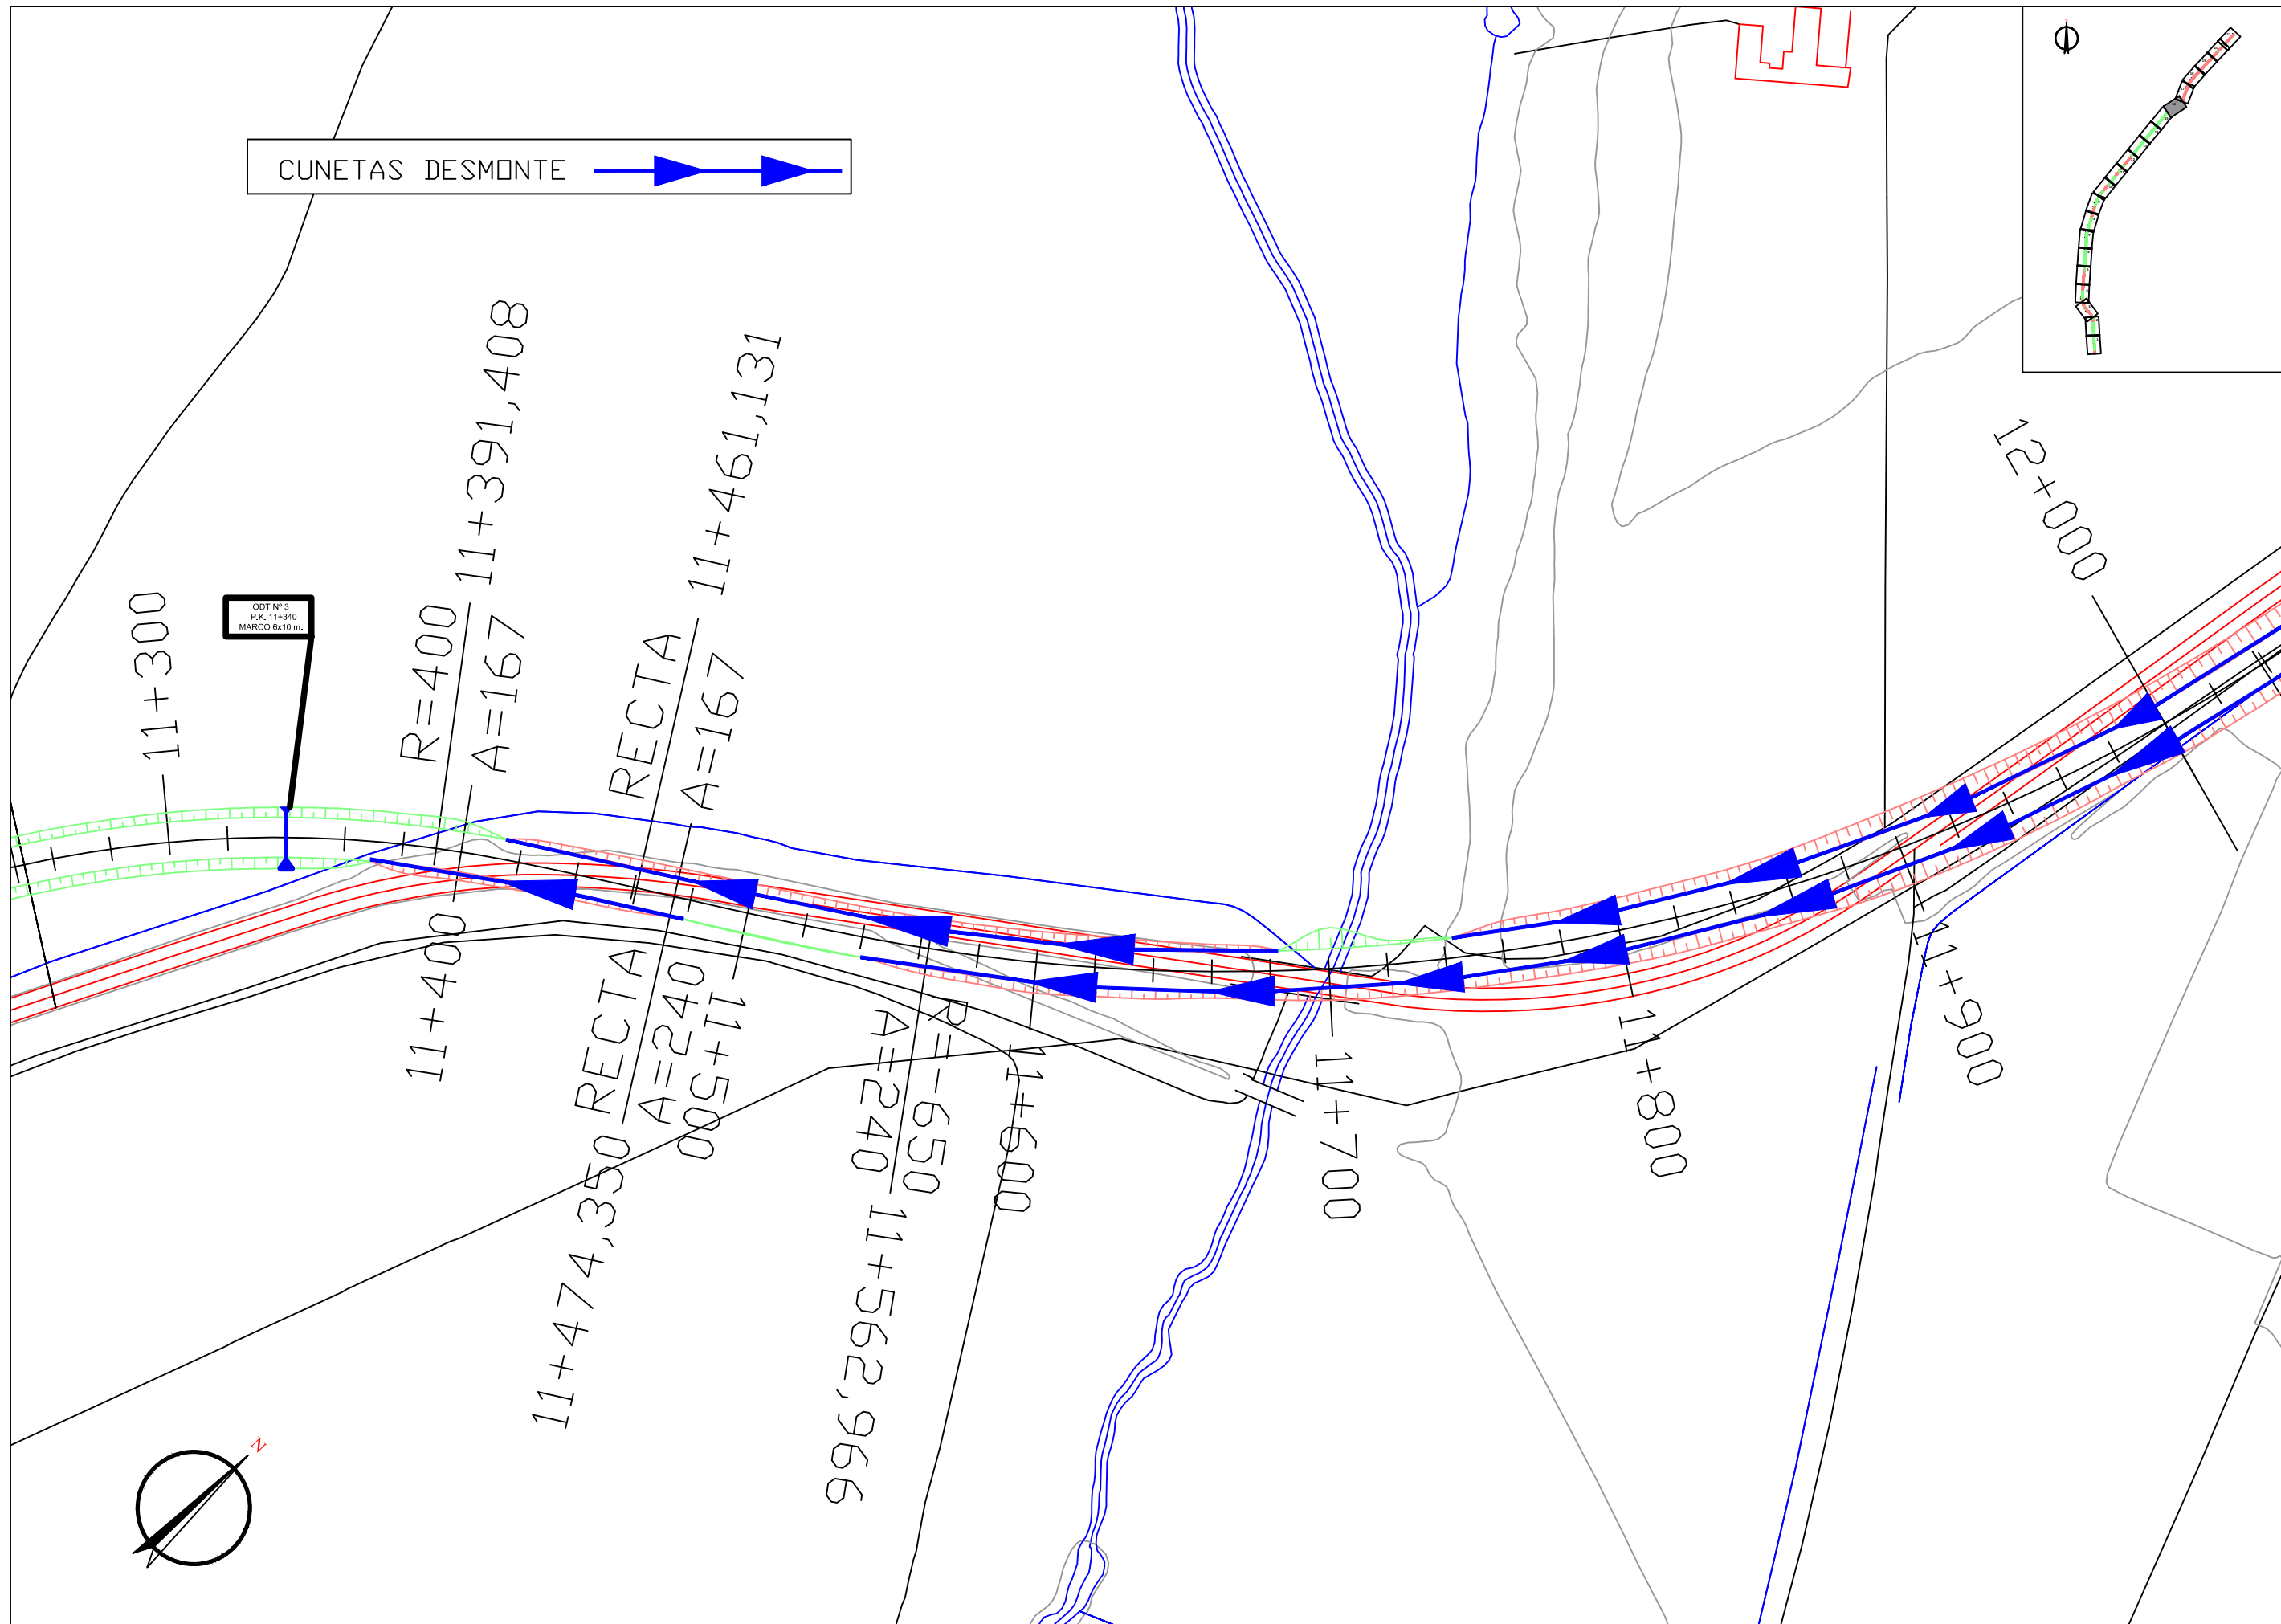 CUNETAS DESMONTE
ODT Nº 3
P.K. 11+340
MARCO 6x10 m.
11+300
R=400
11+391,408
A=167
RECTA
11+461,131
A=167
12+00
11+400
11+474,350
RECTA
A=240
11+500
A=240
R=-650
11+562,966
11+600
11+700
11+800
11+900
N